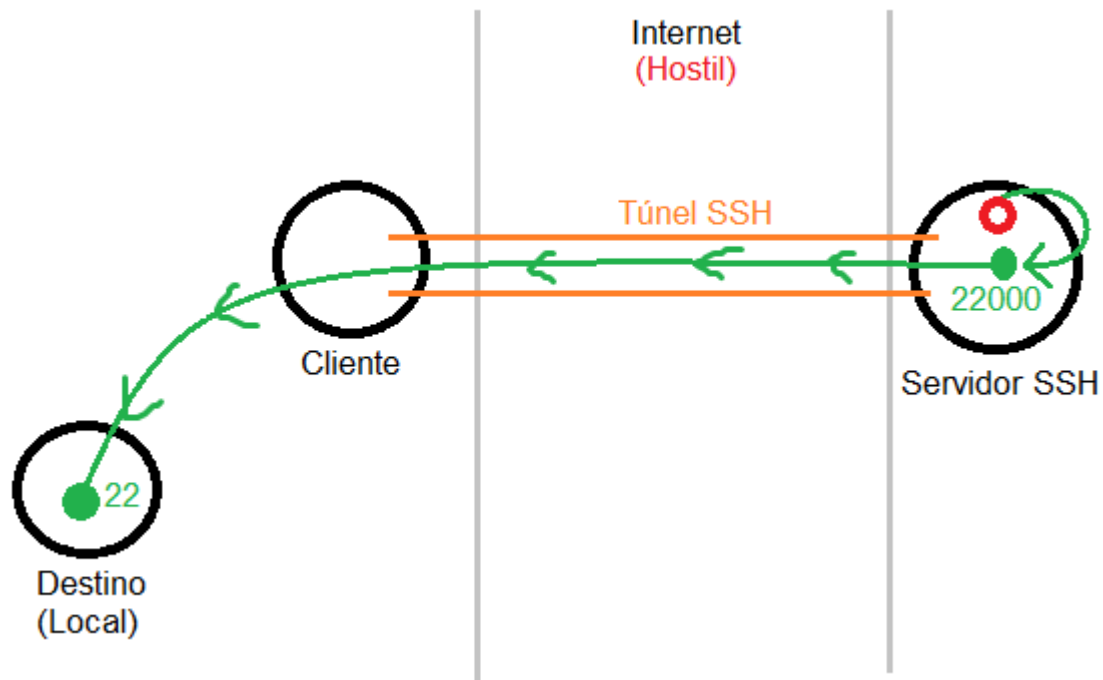 Internet
(Hostil)
Túnel SSH
22000
Cliente
Servidor SSH
22
Destino
(Local)